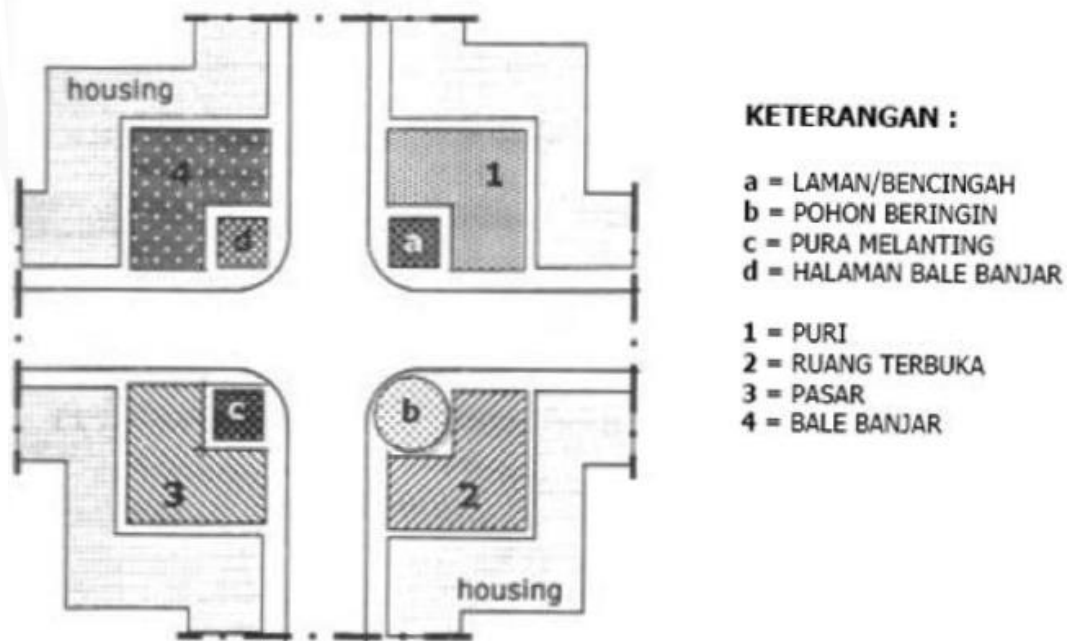 housing
4
1
d
a
c
b
3
2
housing
KETERANGAN :
a = LAMAN/BENCINGAH
b = POHON BERINGIN
c = PURA MELANTING
d = HALAMAN BALE BANJAR
1 = PURI
2 = RUANG TERBUKA
3 = PASAR
4 = BALE BANJAR